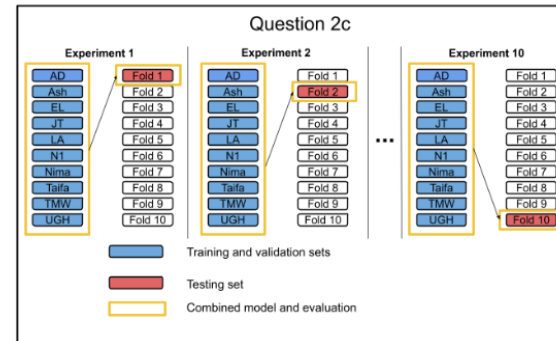 Question 2c
Experiment 1
AD
Ash
EL
JT
LA
N1
Nima
Taifa
TMW
UGH
Fold 1
Fold 2
Fold 3
Fold 4
Fold 5
Fold 6
Fold 7
Fold 8
Fold 9
Fold 10
Experiment 2
AD
Ash
EL
JT
LA
N1
Nima
Taifa
TMW
UGH
Fold 1
Fold 2
Fold 3
Fold 4
Fold 5
Fold 6
Fold 7
Fold 8
Fold 9
Fold 10
...
Experiment 10
AD
Ash
EL
JT
LA
N1
Nima
Taifa
TMW
UGH
Fold 1
Fold 2
Fold 3
Fold 4
Fold 5
Fold 6
Fold 7
Fold 8
Fold 9
Fold 10
Training and validation sets
Testing set
Combined model and evaluation